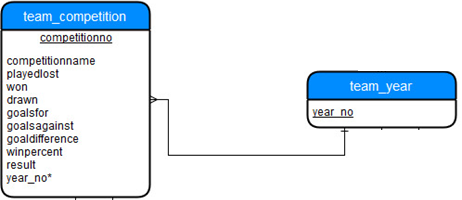 team_competition
competitionno
competitionname
playedlost
won
drawn
goalsfor
goalsagainst
goaldifference
winpercent
result
year_no*
team_year
year_no